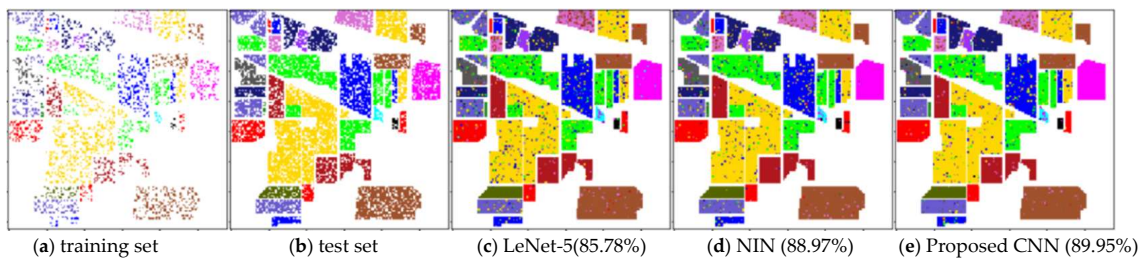 (a) training set (b) test set (c) LeNet-5(85.78%) (d) NIN (88.97%) (e) Proposed CNN (89.95%)